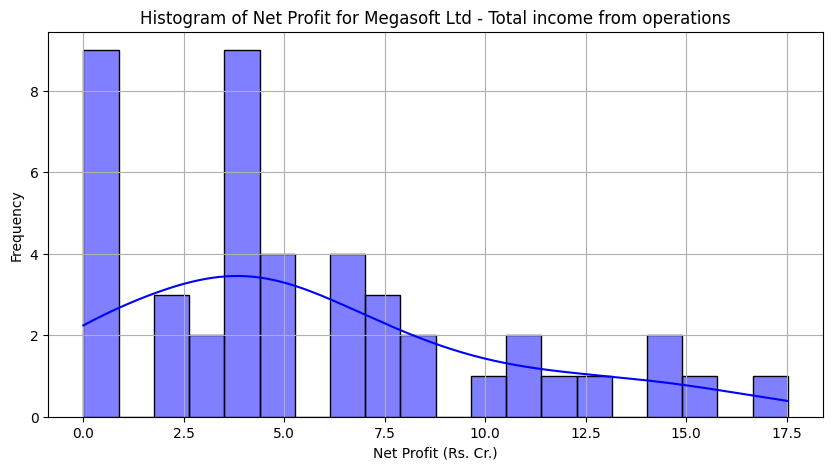 Histogram of Net Profit for Megasoft Ltd - Total income from operations
Frequency
8
6
4
2
0
0.0 2.5 5.0 7.5 10.0 12.5 15.0 17.5
Net Profit (Rs. Cr.)